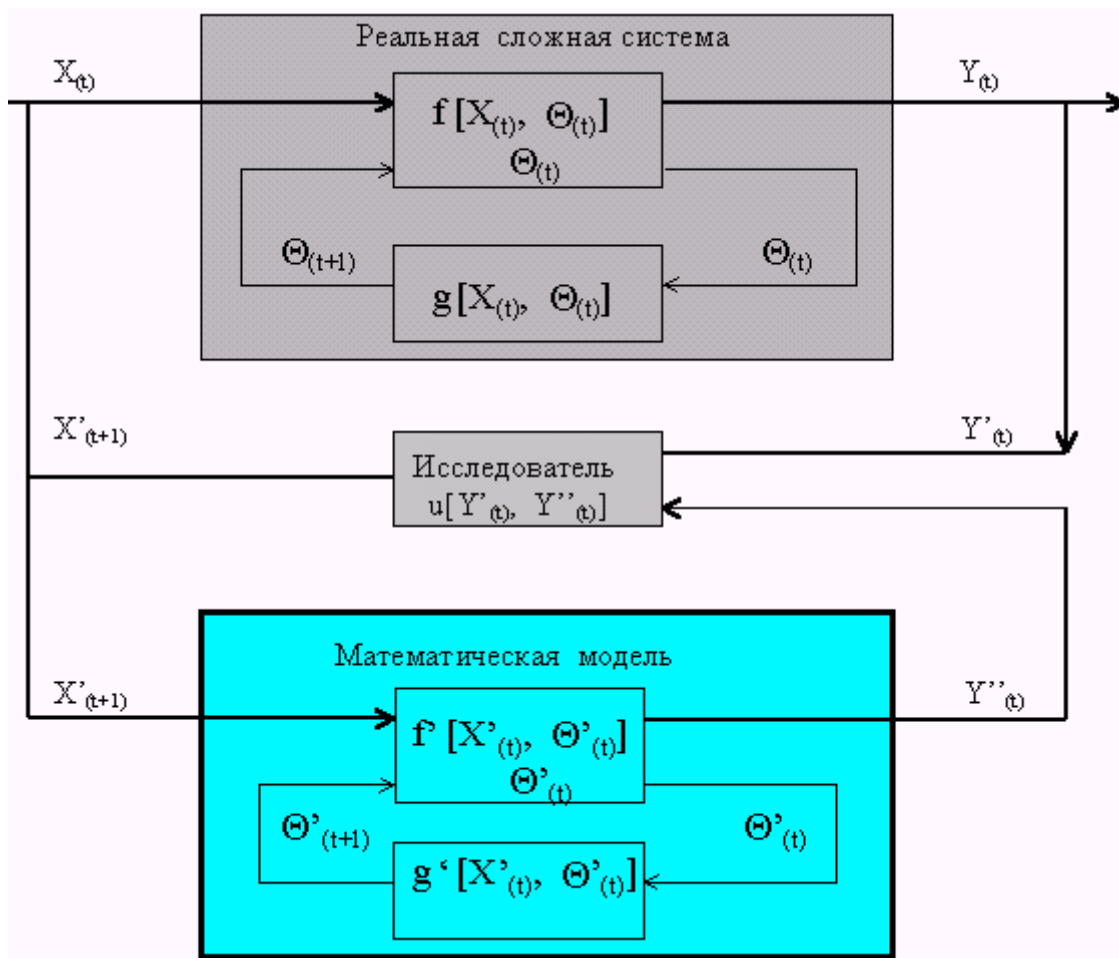 Реальная сложная система
X(t)
Y(t)
f [X(t), Θ(t)]
Θ(t)
Θ(t+1)
Θ(t)
g [X(t), Θ(t)]
X’(t+1)
Y’(t)
Исследователь
u[Y’(t), Y’’(t)]
Математическая модель
X’(t+1)
Y’’(t)
f’ [X’(t), Θ’(t)]
Θ’(t)
Θ’(t+1)
Θ’(t)
g ‘ [X’(t), Θ’(t)]